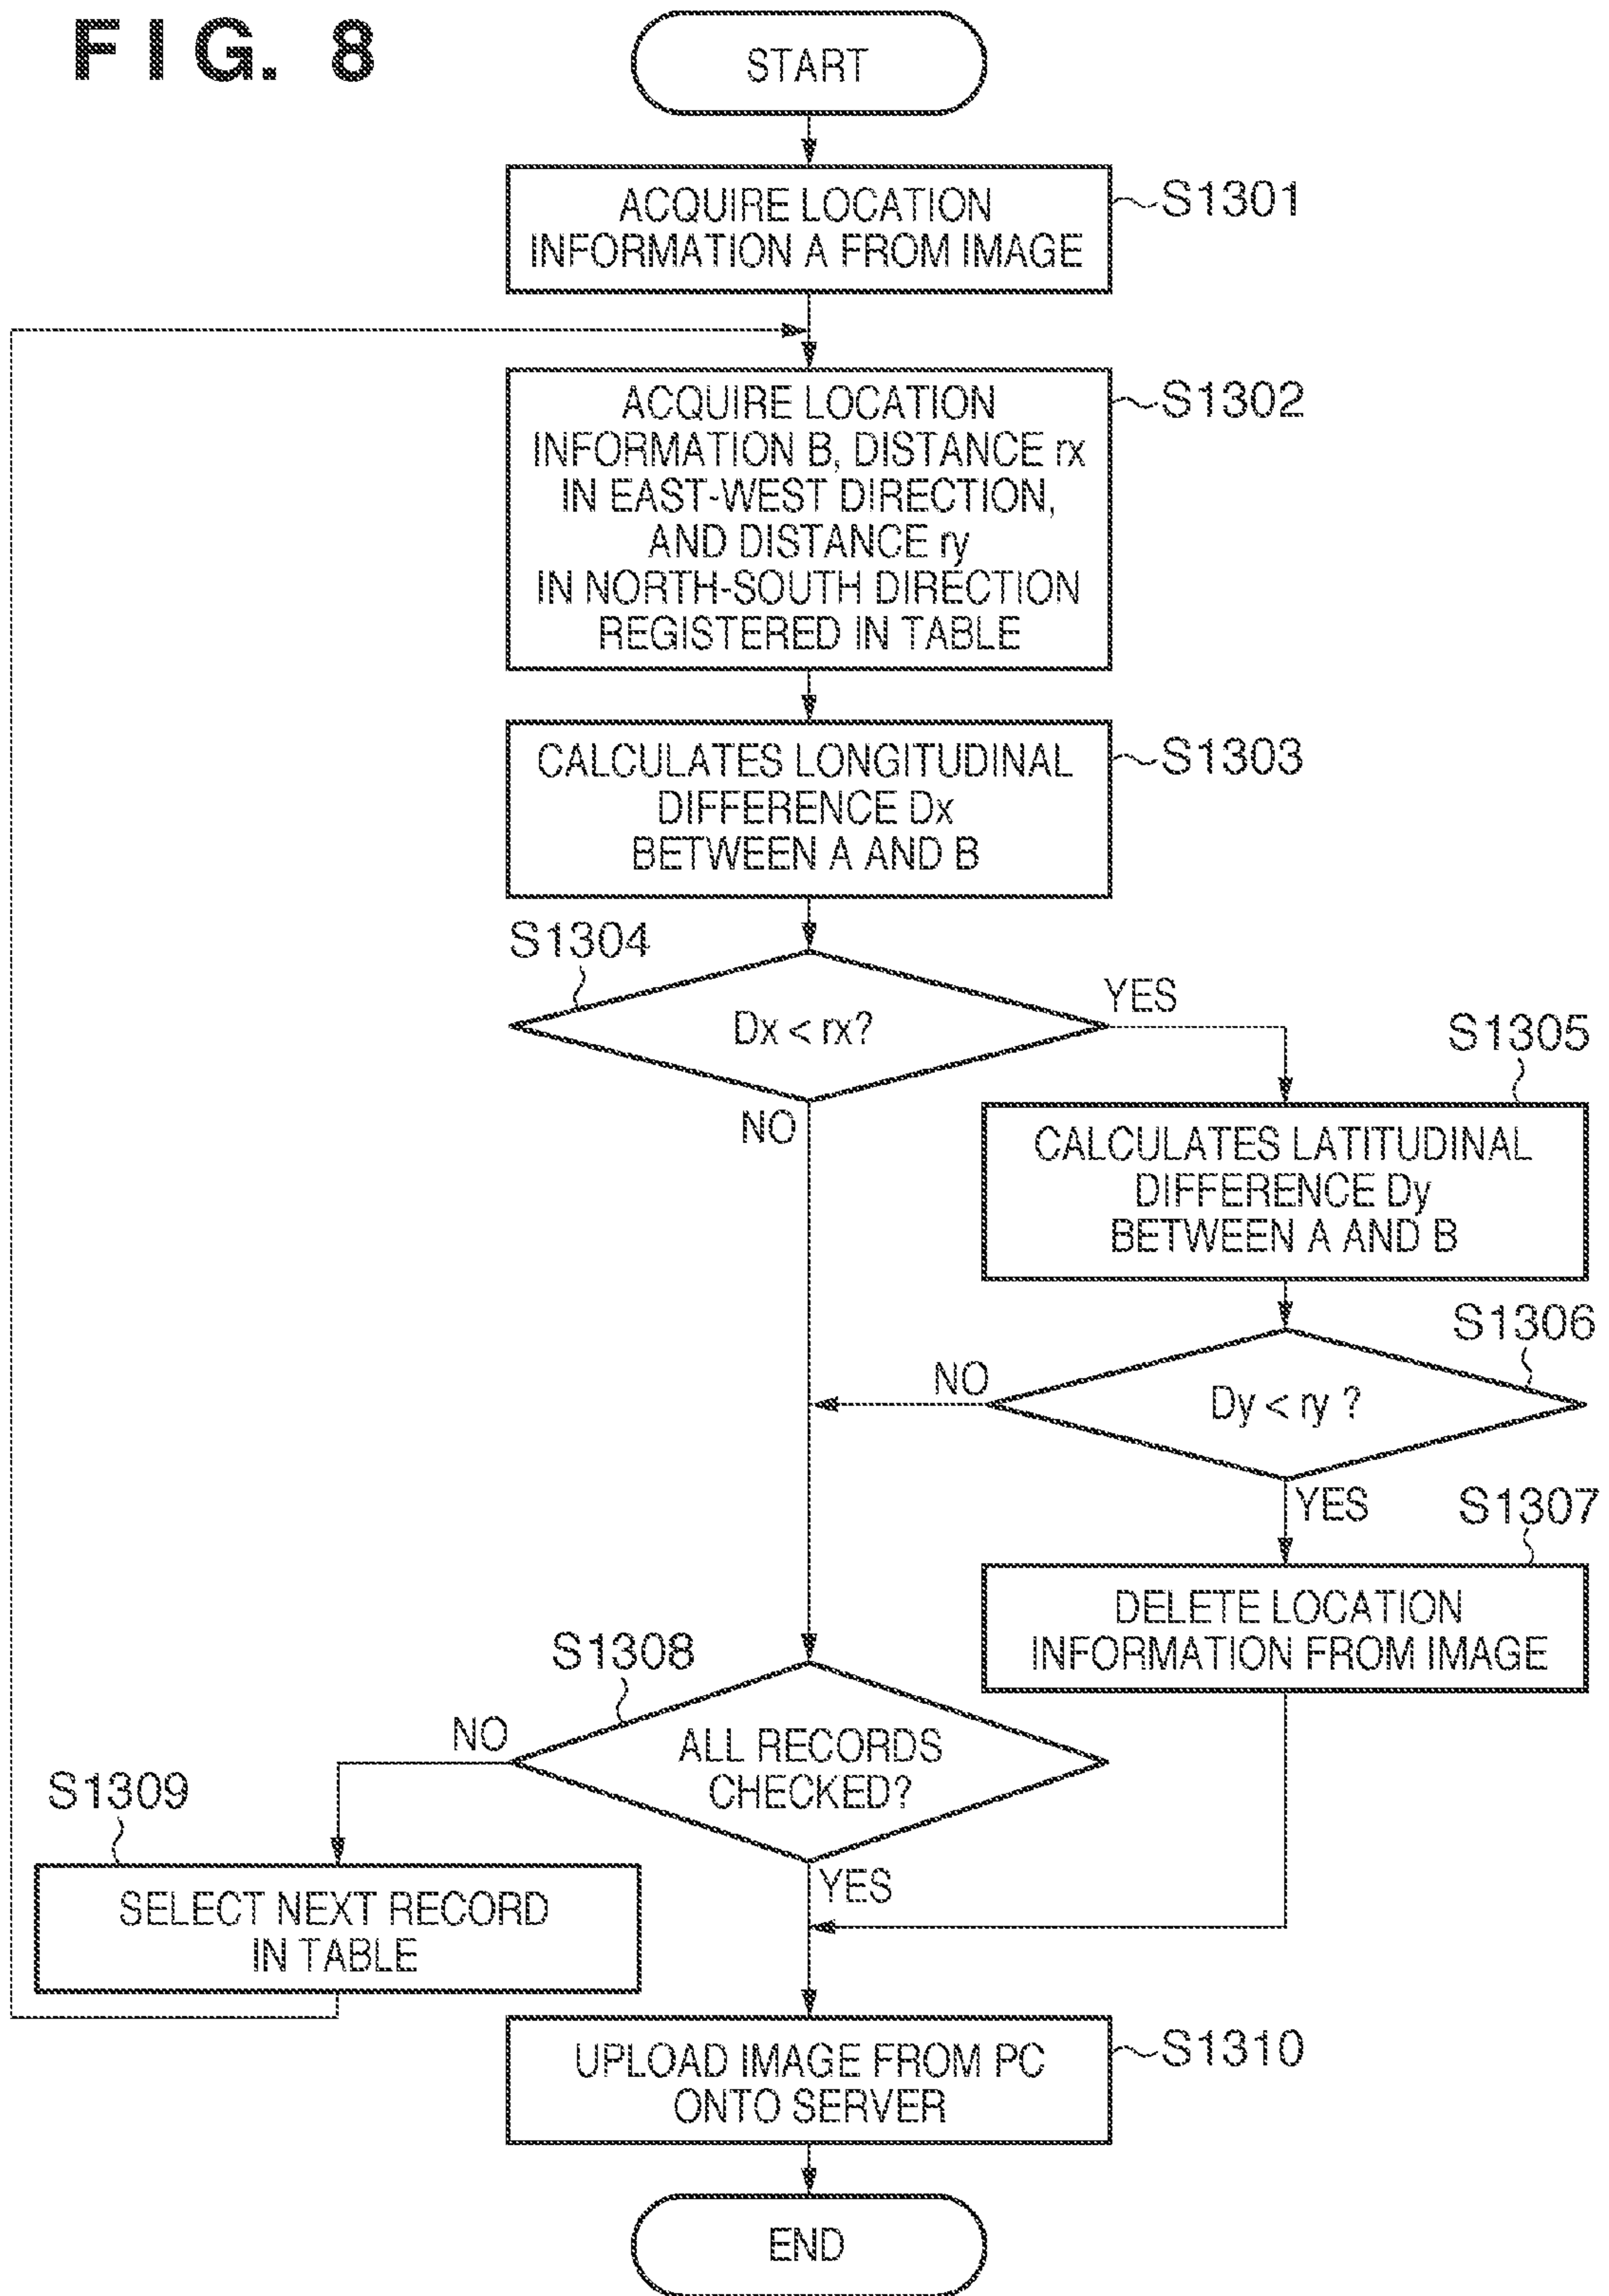 FIG. 8
START
ACQUIRE LOCATION
INFORMATION A FROM IMAGE
S1301
ACQUIRE LOCATION
INFORMATION B, DISTANCE rx
IN EAST-WEST DIRECTION,
AND DISTANCE ry
IN NORTH-SOUTH DIRECTION
REGISTERED IN TABLE
S1302
CALCULATES LONGITUDINAL
DIFFERENCE Dx
BETWEEN A AND B
S1303
S1304
Dx < rx?
YES
NO
S1305
CALCULATES LATITUDINAL
DIFFERENCE Dy
BETWEEN A AND B
S1306
Dy < ry ?
NO
YES
S1307
DELETE LOCATION
INFORMATION FROM IMAGE
S1308
ALL RECORDS
CHECKED?
NO
YES
S1309
SELECT NEXT RECORD
IN TABLE
UPLOAD IMAGE FROM PC
ONTO SERVER
S1310
END